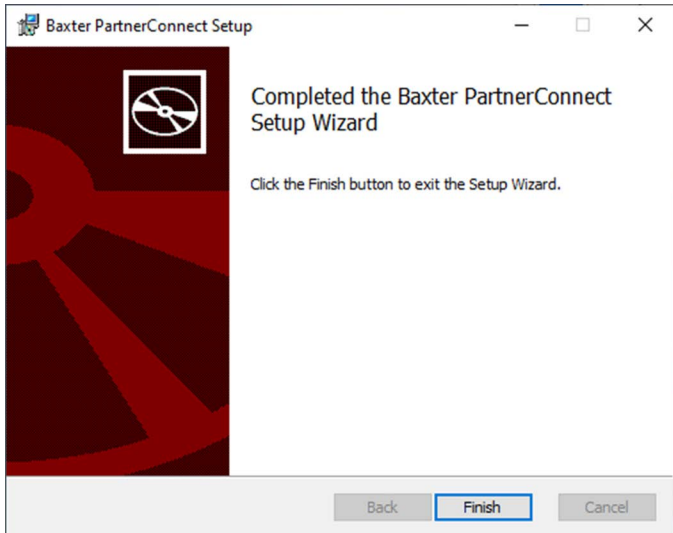 Baxter PartnerConnect Setup
Completed the Baxter PartnerConnect
Setup Wizard
Click the Finish button to exit the Setup Wizard.
Back
Finish
Cancel